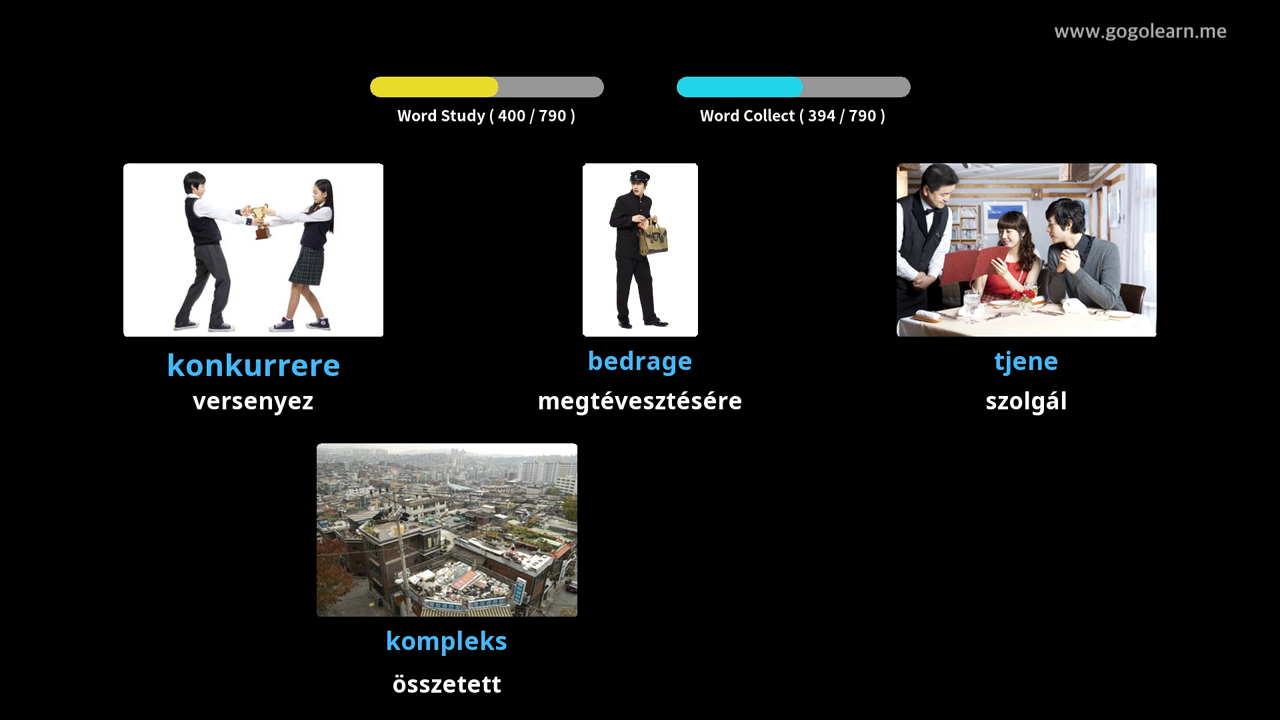 www.gogolearn.me
Word Study ( 400 / 790 )
Word Collect ( 394 / 790 )
konkurrere
versenyez
bedrage
megtévesztésére
tjene
szolgál
kompleks
összetett